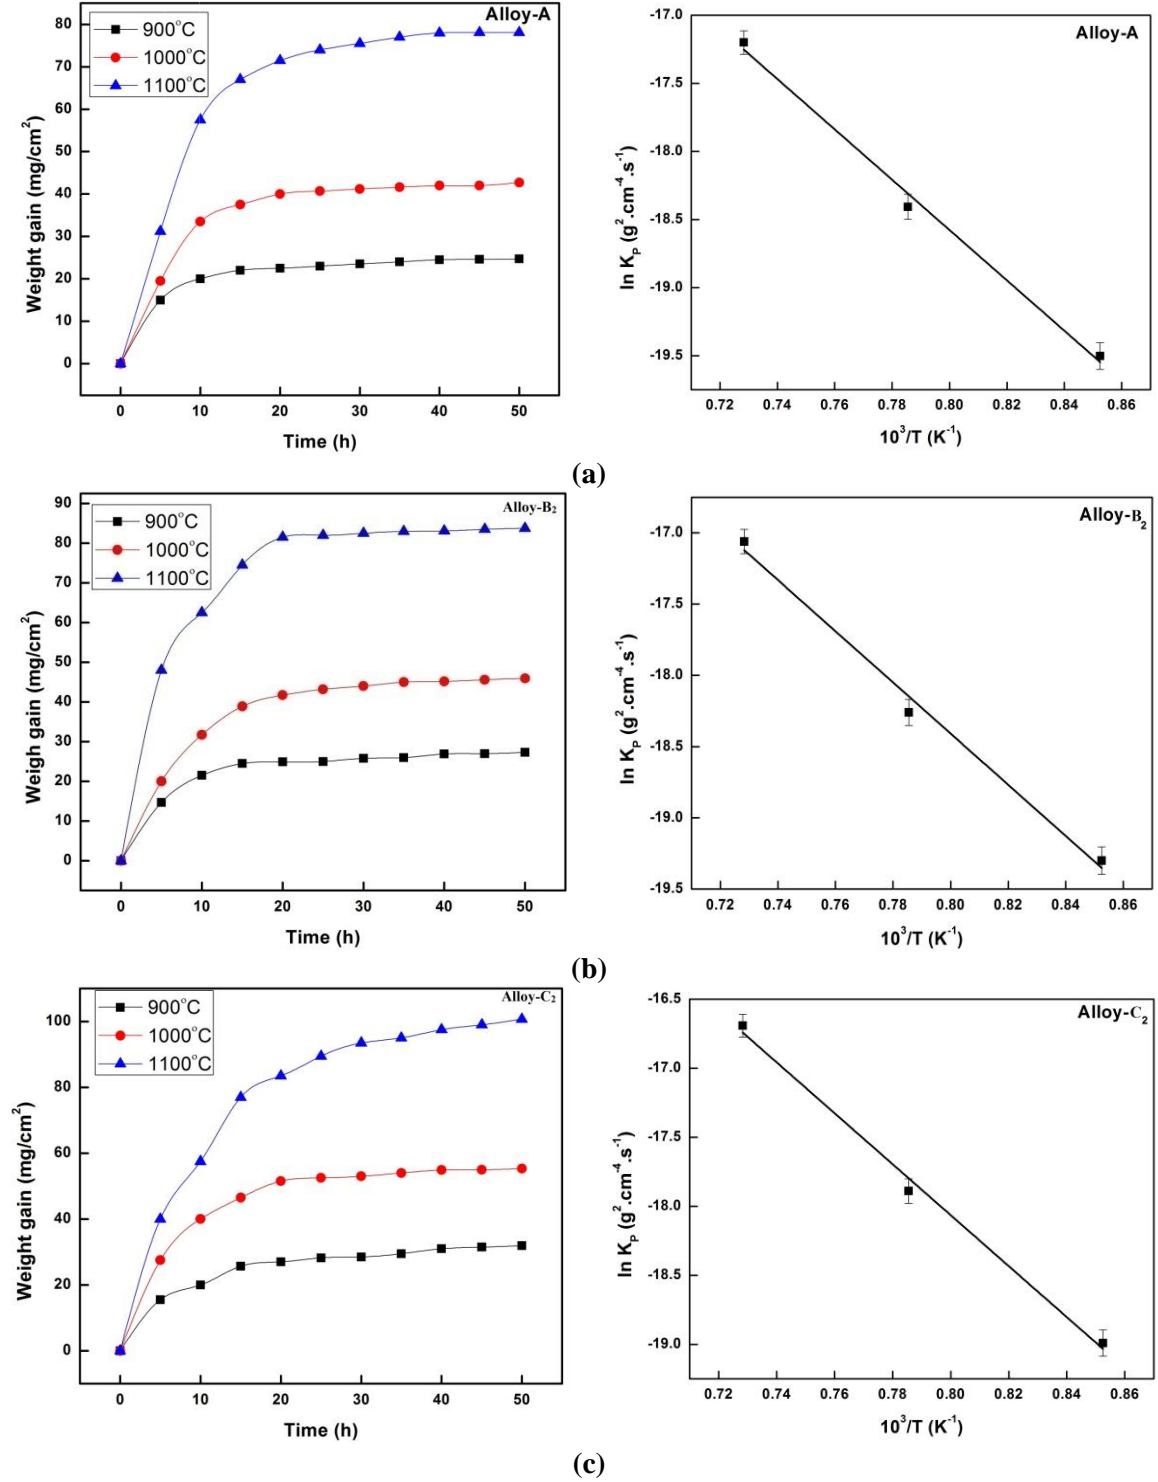 Alloy-A
900°C
1000°C
1100°C
80
70
60
50
40
30
20
10
0
Weight gain (mg/cm²)
0 10 20 30 40 50
Time (h)
Alloy-A
-17.0
-17.5
-18.0
-18.5
-19.0
-19.5
ln K_P (g².cm⁻⁴.s⁻¹)
0.72 0.74 0.76 0.78 0.80 0.82 0.84 0.86
10³/T (K⁻¹)
(a)
Alloy-B₂
900°C
1000°C
1100°C
90
80
70
60
50
40
30
20
10
0
Weigh gain (mg/cm²)
0 10 20 30 40 50
Time (h)
Alloy-B₂
-17.0
-17.5
-18.0
-18.5
-19.0
-19.5
ln K_P (g².cm⁻⁴.s⁻¹)
0.72 0.74 0.76 0.78 0.80 0.82 0.84 0.86
10³/T (K⁻¹)
(b)
Alloy-C₂
900°C
1000°C
1100°C
100
80
60
40
20
0
Weight gain (mg/cm²)
0 10 20 30 40 50
Time (h)
Alloy-C₂
-16.5
-17.0
-17.5
-18.0
-18.5
-19.0
ln K_P (g².cm⁻⁴.s⁻¹)
0.72 0.74 0.76 0.78 0.80 0.82 0.84 0.86
10³/T (K⁻¹)
(c)